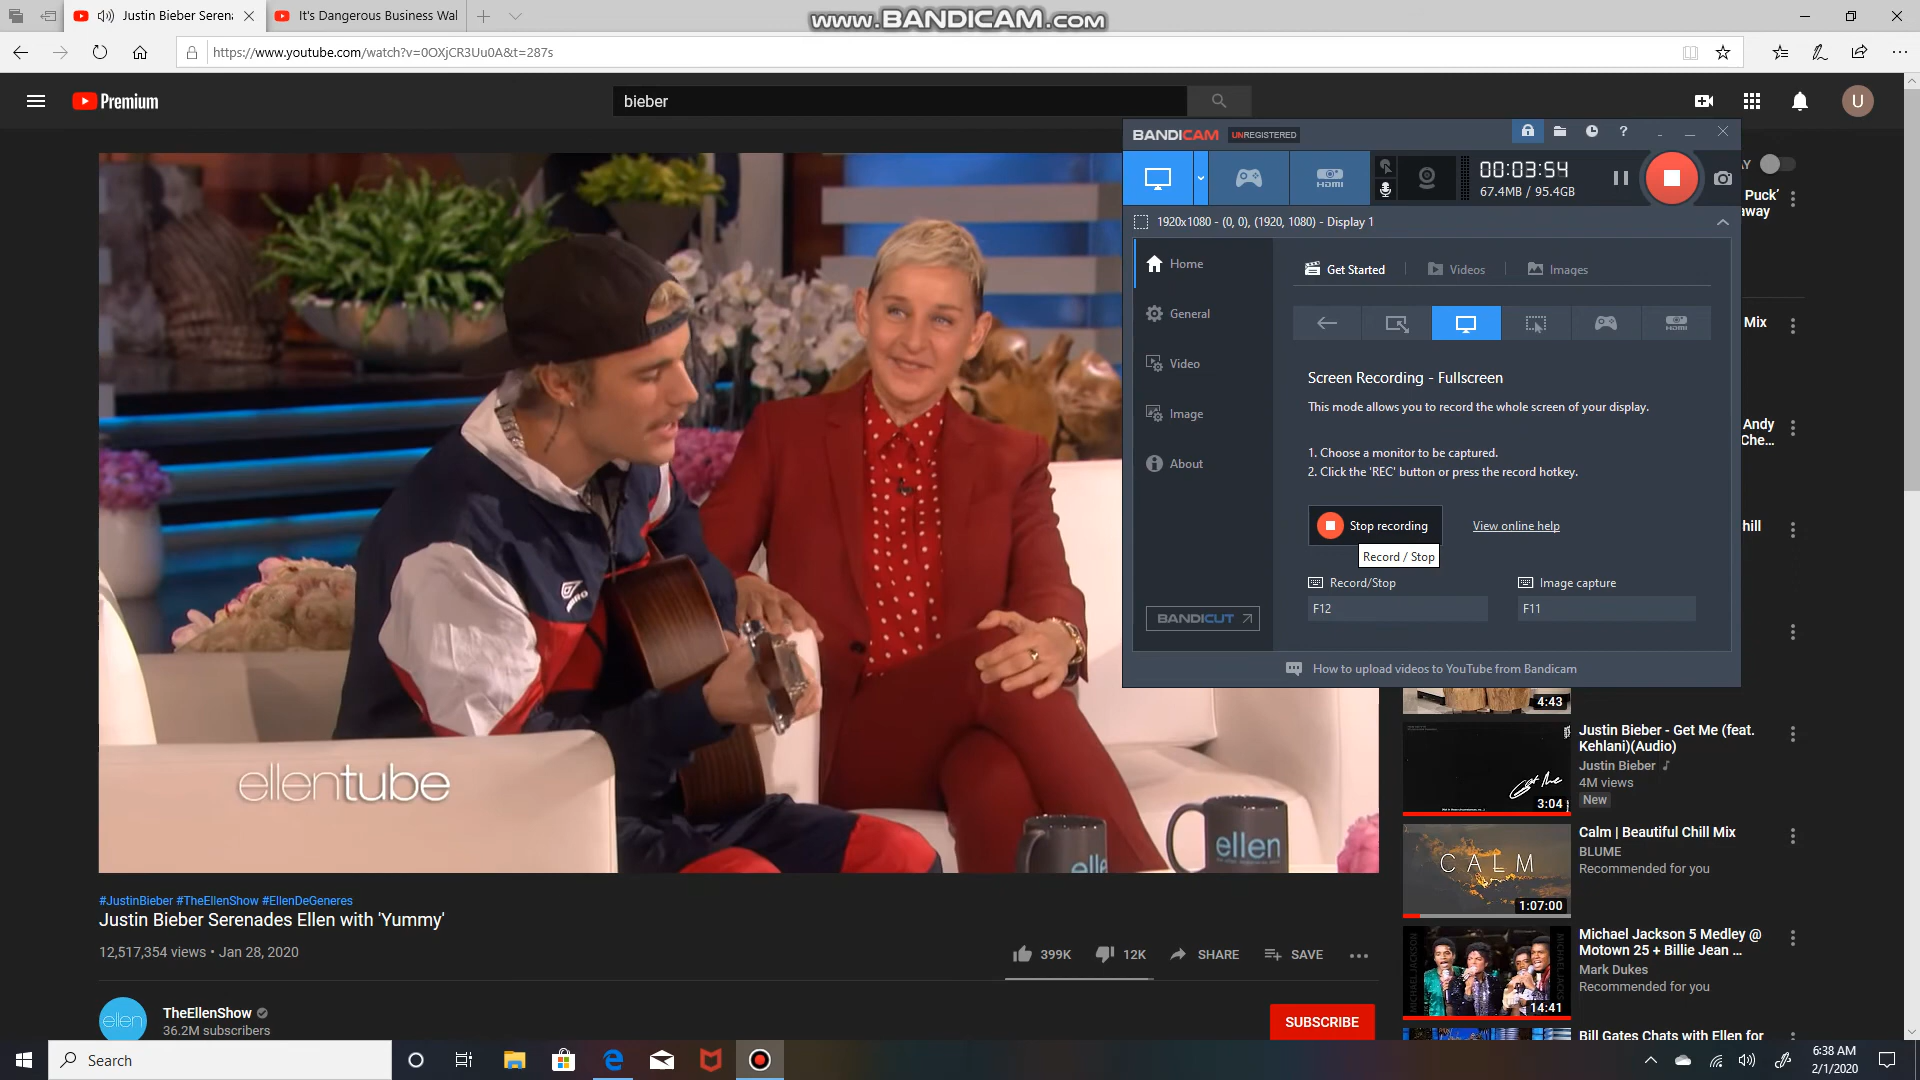 Justin Bieber Seren
It's Dangerous Business Wal
www.BANDICAM.com
https://www.youtube.com/watch?v=0OXjCR3Uu0A&t=287s
Premium
bieber
U
BANDICAM UNREGISTERED
HDMI
00:03:54
67.4MB / 95.4GB
1920x1080 - (0, 0), (1920, 1080) - Display 1
Home
General
Video
Image
About
BANDICUT
Get Started
Videos
Images
HDMI
Screen Recording - Fullscreen
This mode allows you to record the whole screen of your display.
1. Choose a monitor to be captured.
2. Click the 'REC' button or press the record hotkey.
Stop recording
View online help
Record / Stop
Record/Stop
Image capture
F12
F11
How to upload videos to YouTube from Bandicam
Y
Puck'
away
Mix
Andy
Che...
hill
ellentube
elle
ellen
4:43
Justin Bieber - Get Me (feat.
Kehlani)(Audio)
Justin Bieber
4M views
New
3:04
CALM
1:07:00
Calm | Beautiful Chill Mix
BLUME
Recommended for you
14:41
Michael Jackson 5 Medley @
Motown 25 + Billie Jean ...
Mark Dukes
Recommended for you
Bill Gates Chats with Ellen for
#JustinBieber #TheEllenShow #EllenDeGeneres
Justin Bieber Serenades Ellen with 'Yummy'
12,517,354 views • Jan 28, 2020
399K
12K
SHARE
SAVE
ellen
TheEllenShow
36.2M subscribers
SUBSCRIBE
Search
6:38 AM
2/1/2020